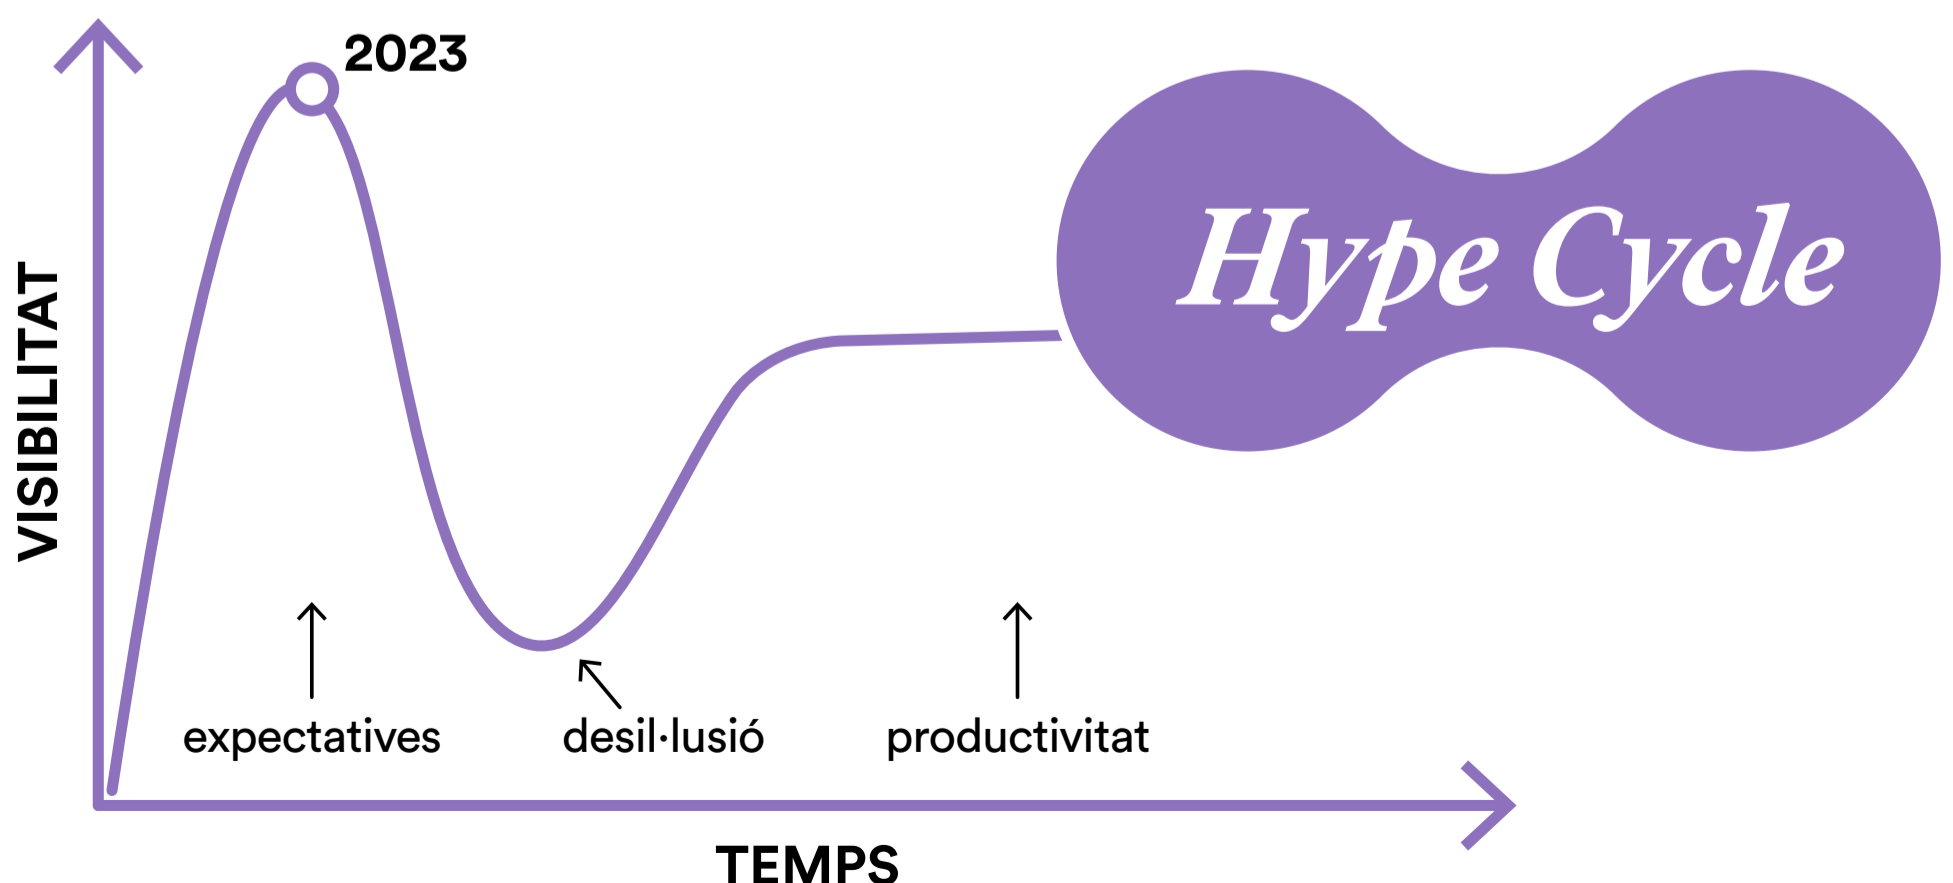 2023
Hype Cycle
VISIBILITAT
expectatives
desil·lusió
productivitat
TEMPS